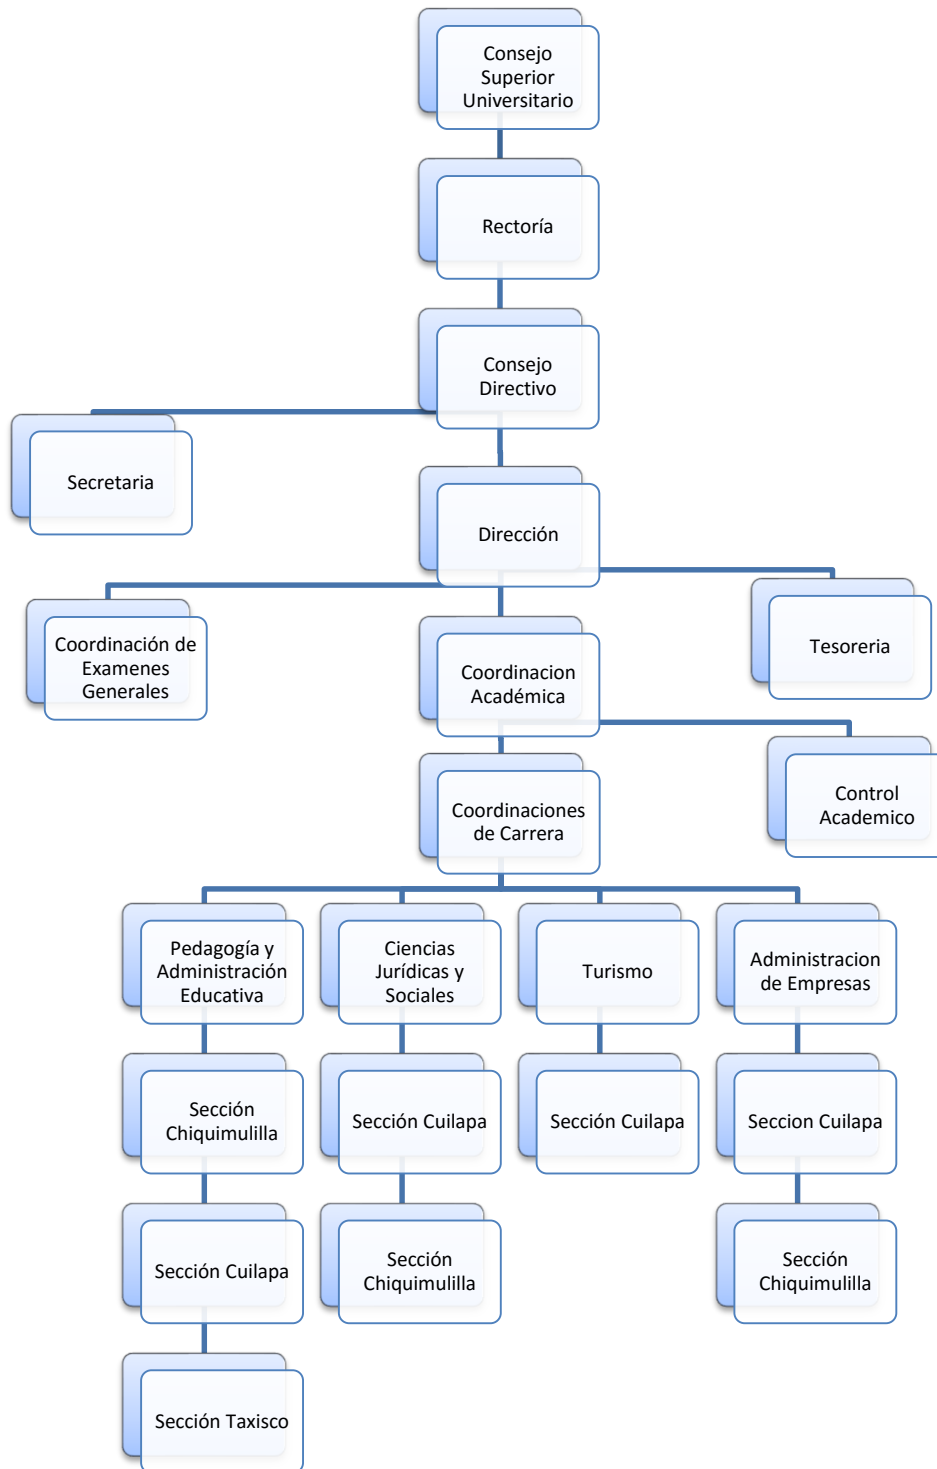 Consejo
Superior
Universitario
Rectoría
Consejo
Directivo
Secretaria
Dirección
Coordinación de
Examenes
Generales
Coordinacion
Académica
Tesoreria
Coordinaciones
de Carrera
Control
Academico
Pedagogía y
Administración
Educativa
Ciencias
Jurídicas y
Sociales
Turismo
Administracion
de Empresas
Sección
Chiquimulilla
Sección Cuilapa
Sección Cuilapa
Seccion Cuilapa
Sección Cuilapa
Sección
Chiquimulilla
Sección
Chiquimulilla
Sección Taxisco